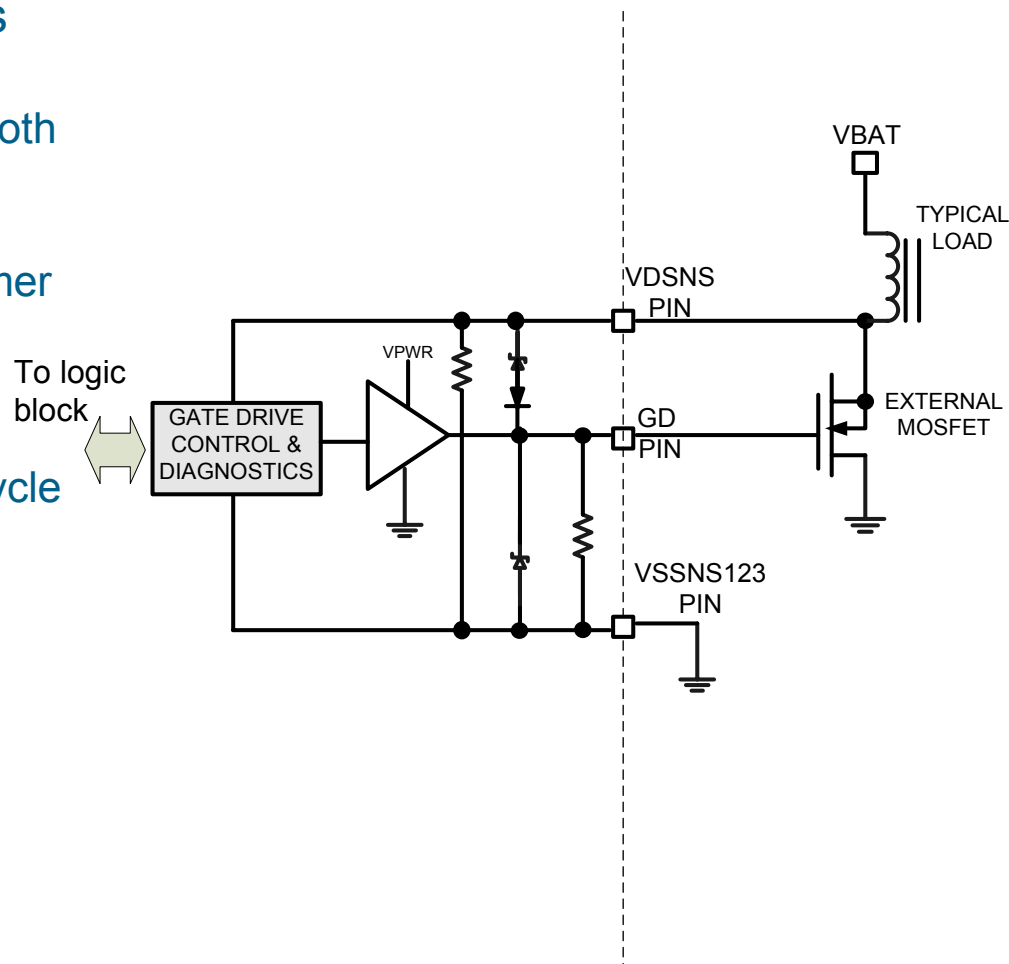 s
oth
ner
ycle
VBAT
TYPICAL
LOAD
VDSNS
PIN
VPWR
To logic
block
GATE DRIVE
CONTROL &
DIAGNOSTICS
GD
PIN
EXTERNAL
MOSFET
VSSNS123
PIN